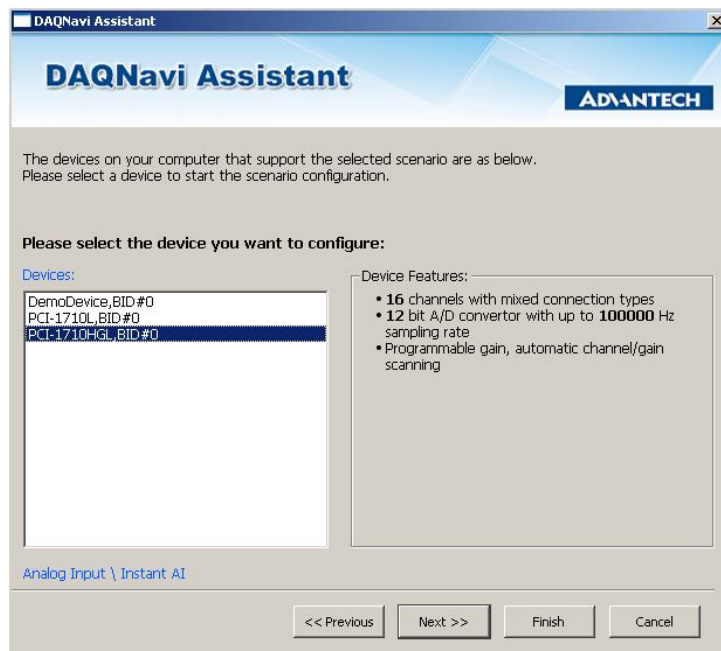 DAQNavi Assistant
DAQNavi Assistant
ADVANTECH
The devices on your computer that support the selected scenario are as below.
Please select a device to start the scenario configuration.
Please select the device you want to configure:
Devices:
DemoDevice,BID#0
PCI-1710L,BID#0
PCI-1710HGL,BID#0
Device Features:
• 16 channels with mixed connection types
• 12 bit A/D convertor with up to 100000 Hz
sampling rate
• Programmable gain, automatic channel/gain
scanning
Analog Input \ Instant AI
<< Previous
Next >>
Finish
Cancel